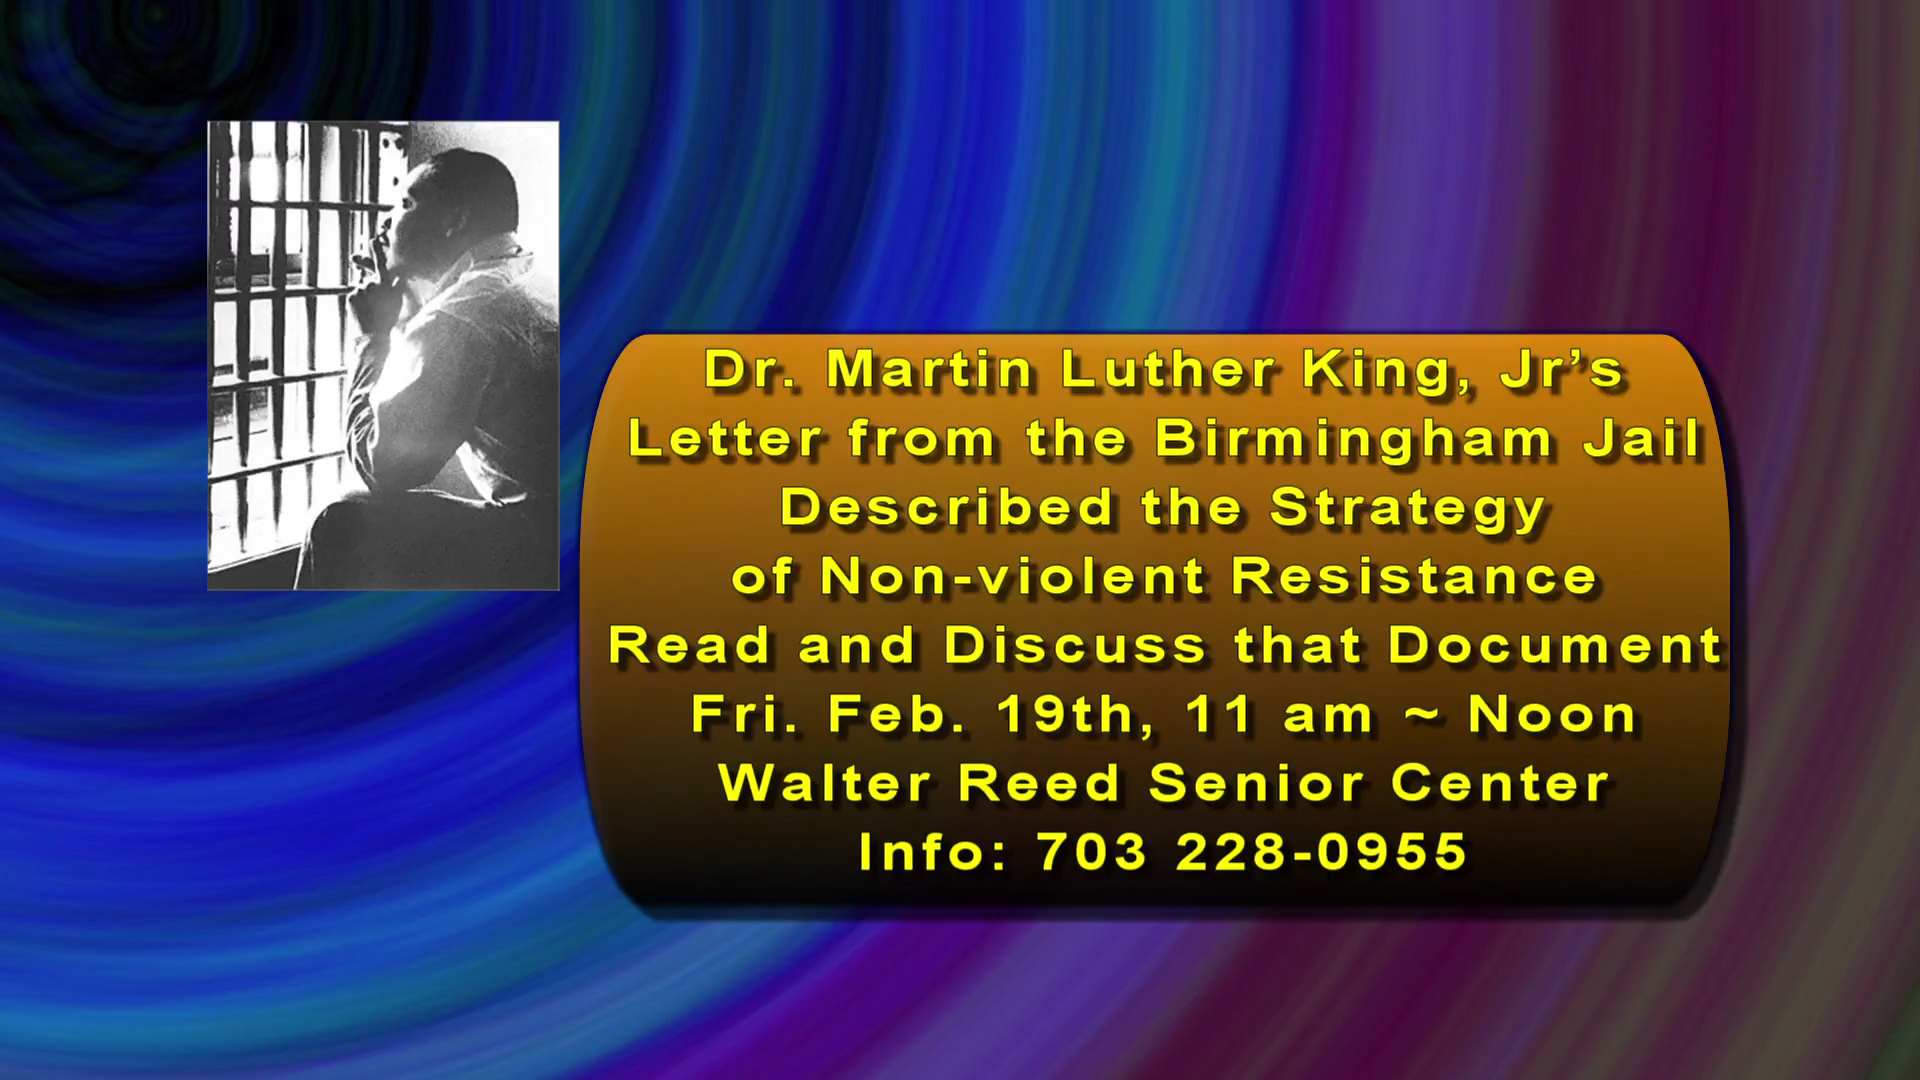 Dr. Martin Luther King, Jr’s
Letter from the Birmingham Jail
Described the Strategy
of Non-violent Resistance
Read and Discuss that Document
Fri. Feb. 19th, 11 am ~ Noon
Walter Reed Senior Center
Info: 703 228-0955